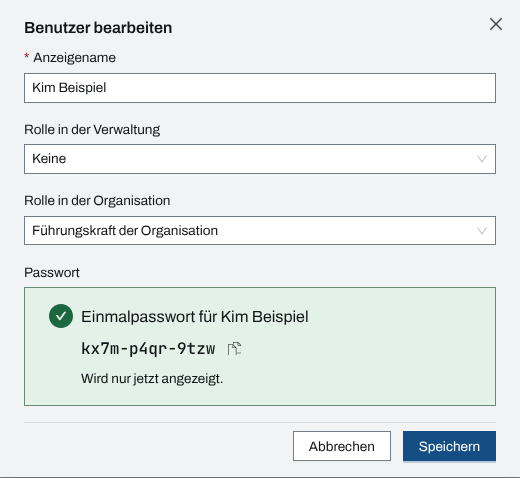 Benutzer bearbeiten
* Anzeigename
Kim Beispiel
Rolle in der Verwaltung
Keine
Rolle in der Organisation
Führungskraft der Organisation
Passwort
Einmalpasswort für Kim Beispiel
kx7m-p4qr-9tzw
Wird nur jetzt angezeigt.
Abbrechen
Speichern